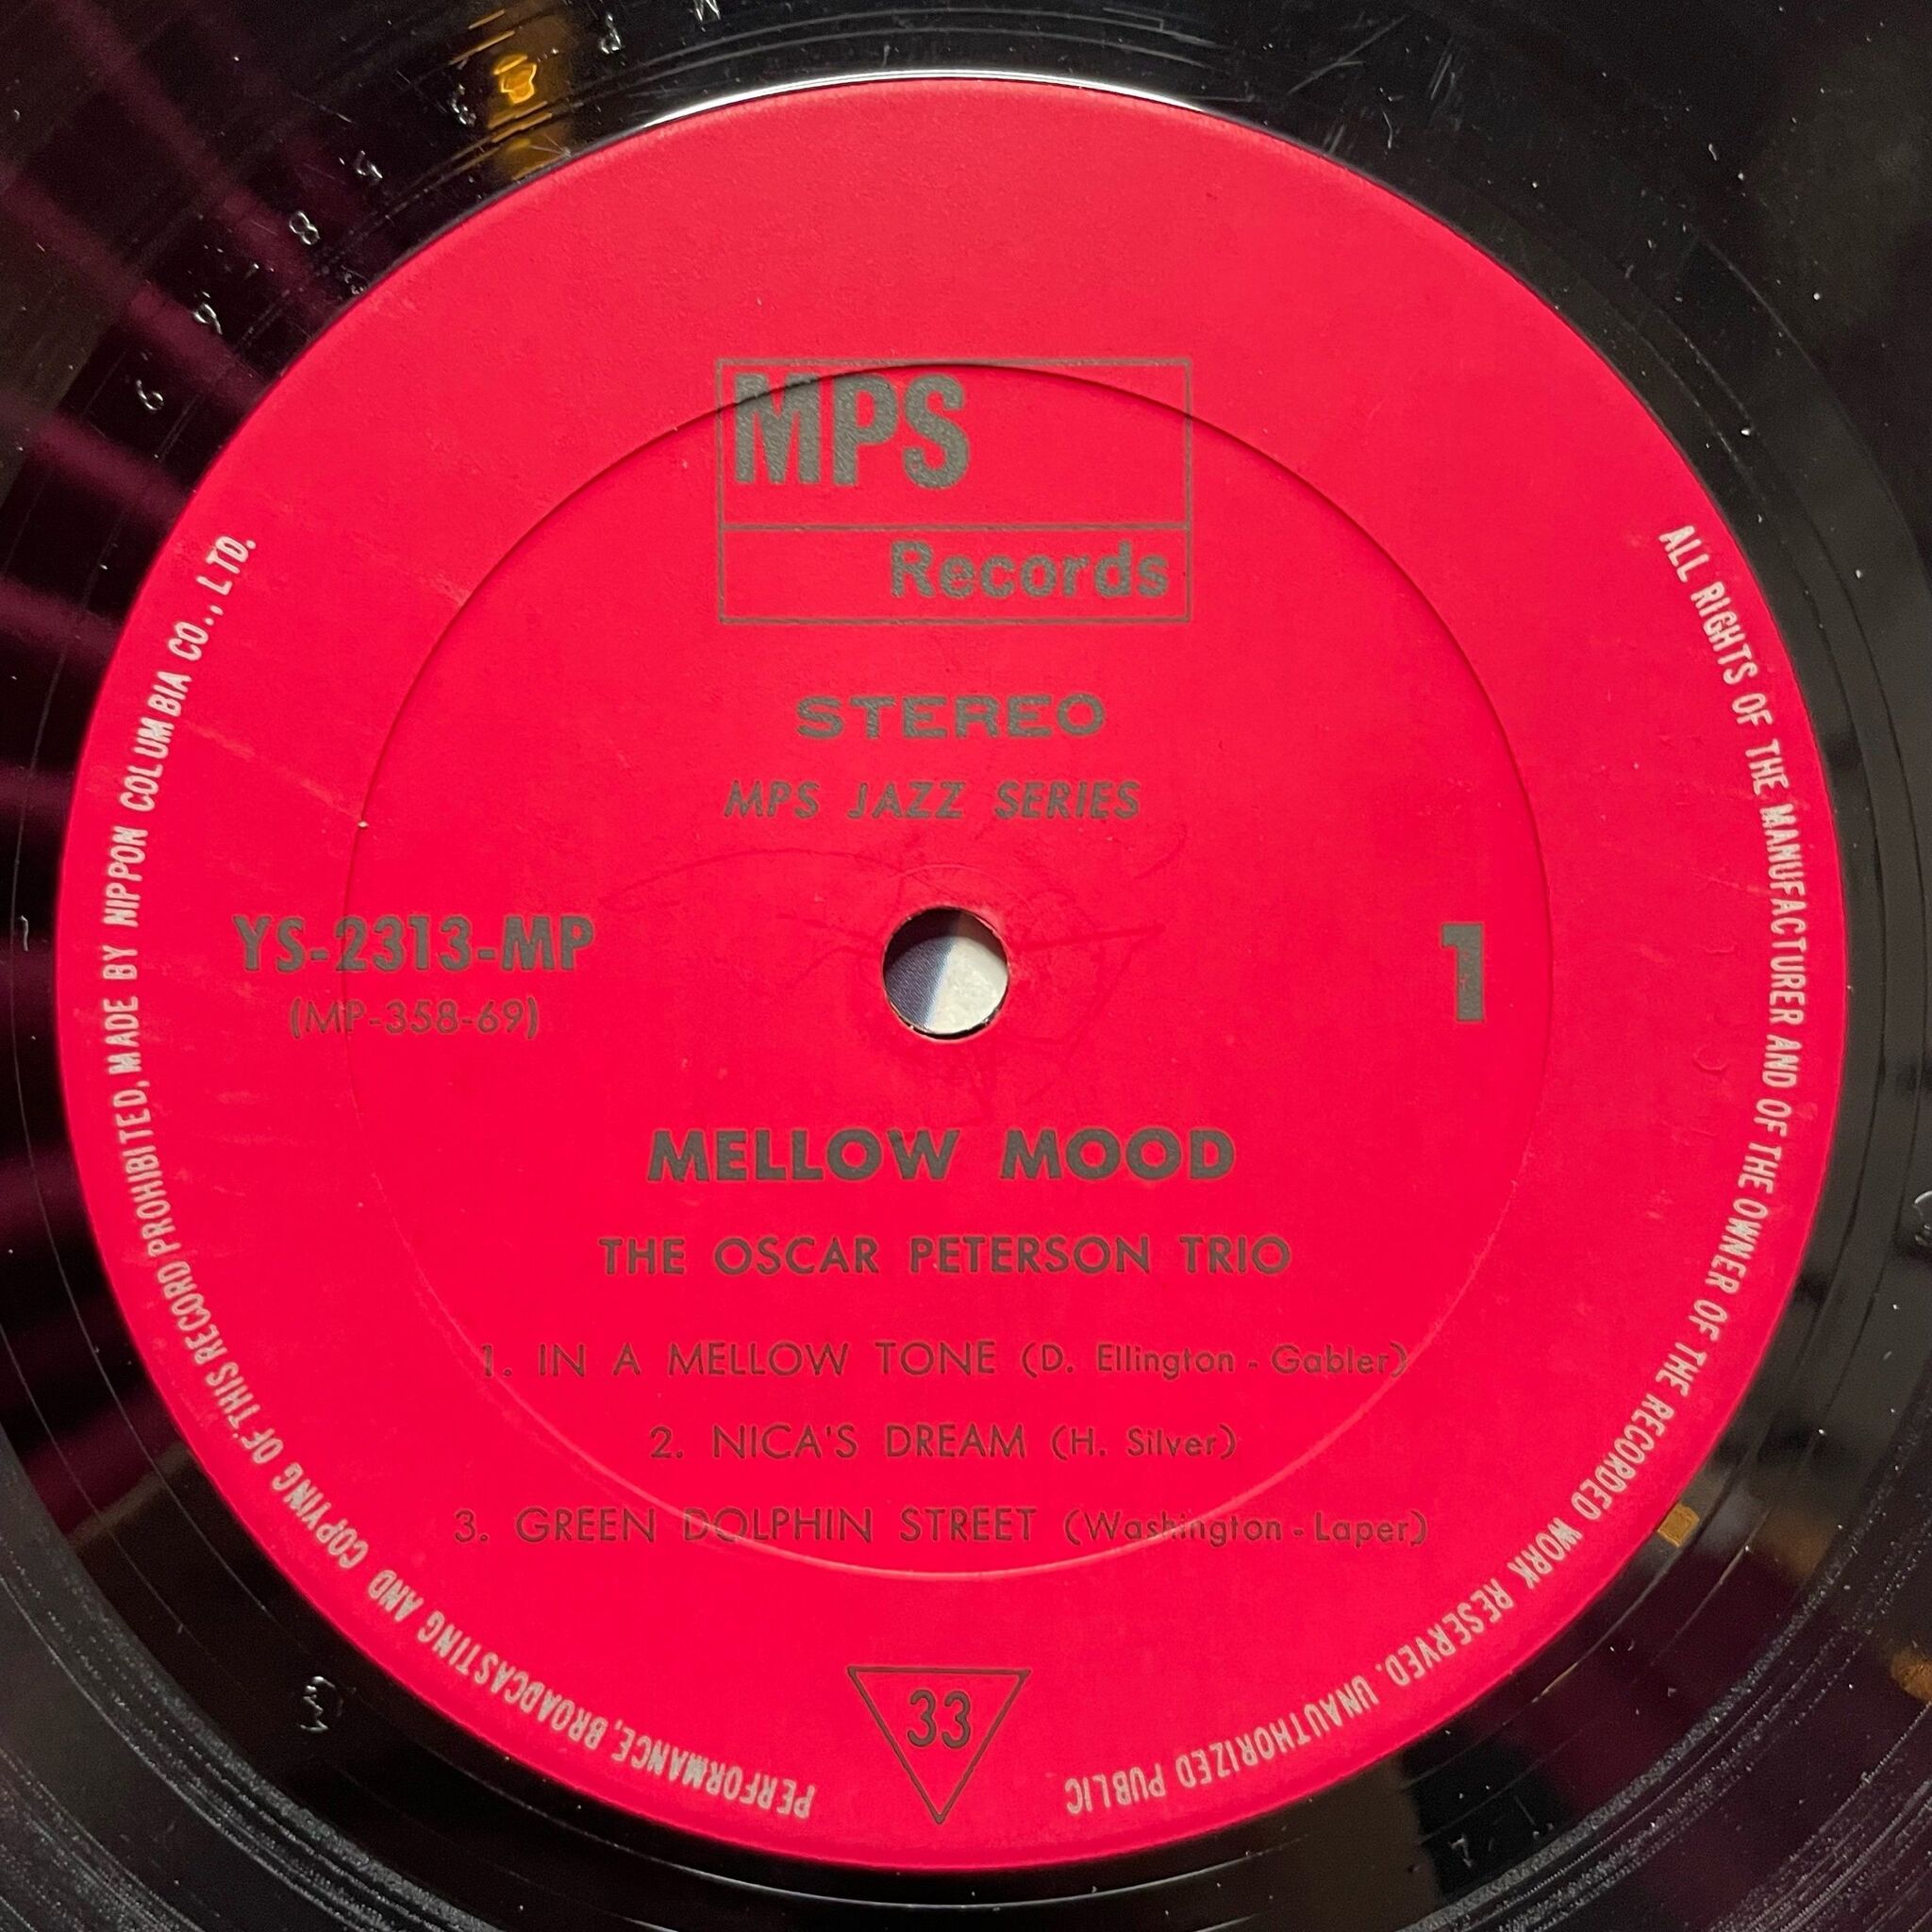 MPS
Records
STEREO
MPS JAZZ SERIES
YS-2313-MP
(MP-358-69)
1
MELLOW MOOD
THE OSCAR PETERSON TRIO
1. IN A MELLOW TONE (D. Ellington - Gabler)
2. NICA'S DREAM (H. Silver)
3. GREEN DOLPHIN STREET (Washington - Laper)
33
ALL RIGHTS OF THE MANUFACTURER AND OF THE OWNER OF THE RECORDED WORK RESERVED. UNAUTHORIZED PUBLIC
PERFORMANCE, BROADCASTING AND COPYING OF THIS RECORD PROHIBITED, MADE BY NIPPON COLUMBIA CO., LTD.